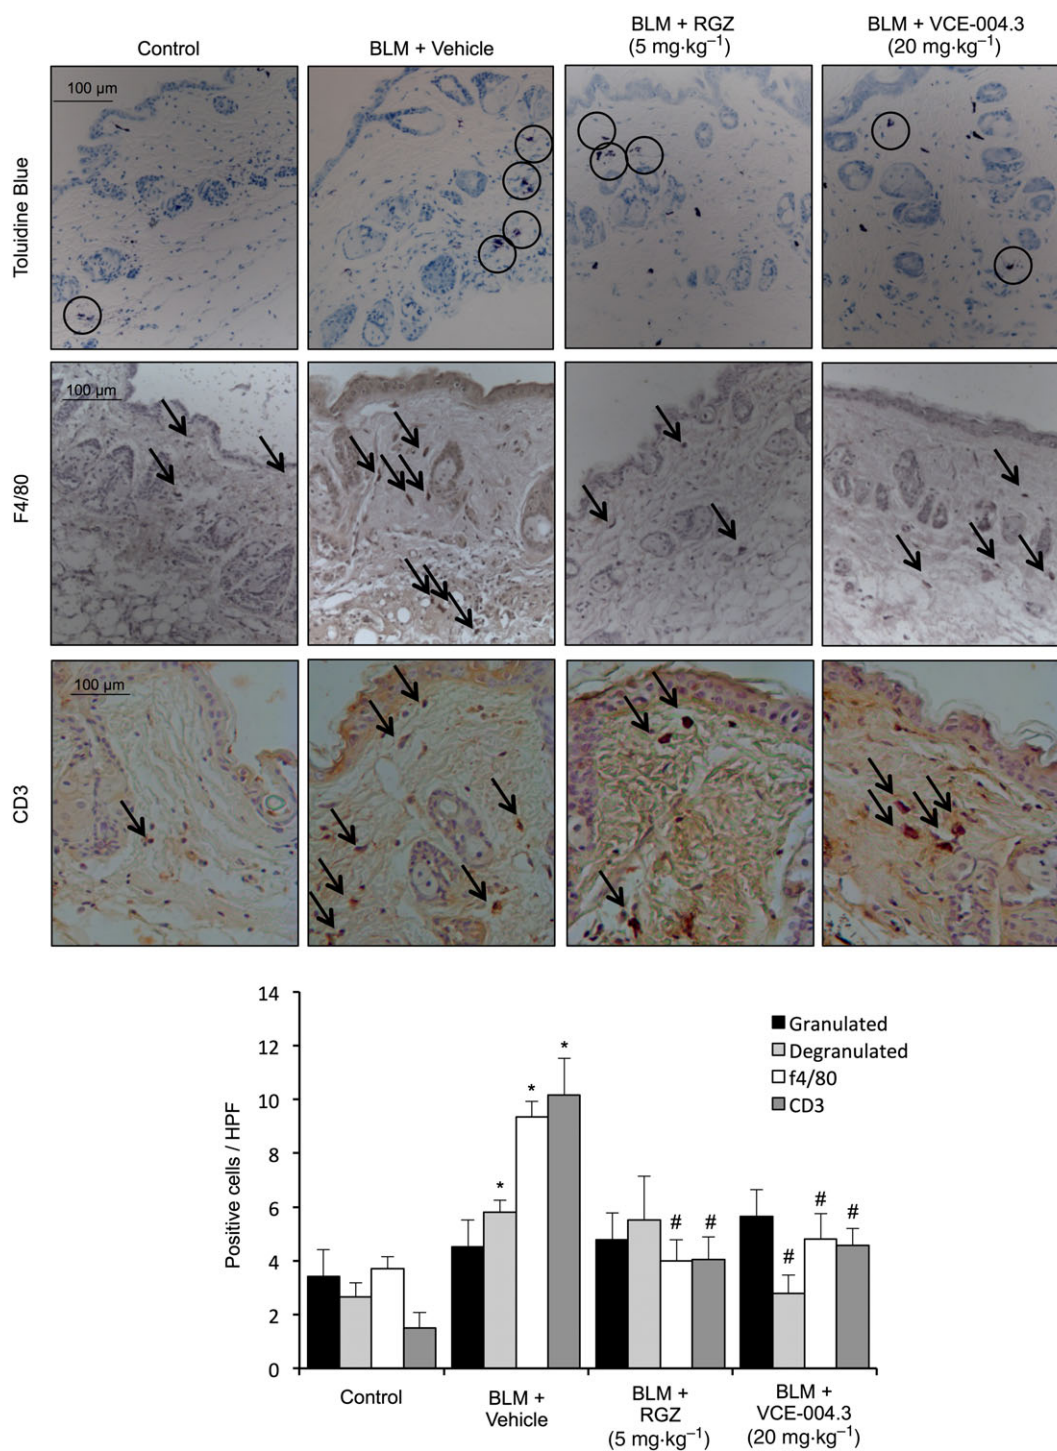 Control
BLM + Vehicle
BLM + RGZ
(5 mg·kg⁻¹)
BLM + VCE-004.3
(20 mg·kg⁻¹)
Toluidine Blue
100 µm
F4/80
100 µm
CD3
100 µm
Positive cells / HPF
14
12
10
8
6
4
2
0
Granulated
Degranulated
f4/80
CD3
*
*
*
#
#
#
#
#
Control
BLM +
Vehicle
BLM +
RGZ
(5 mg·kg⁻¹)
BLM +
VCE-004.3
(20 mg·kg⁻¹)